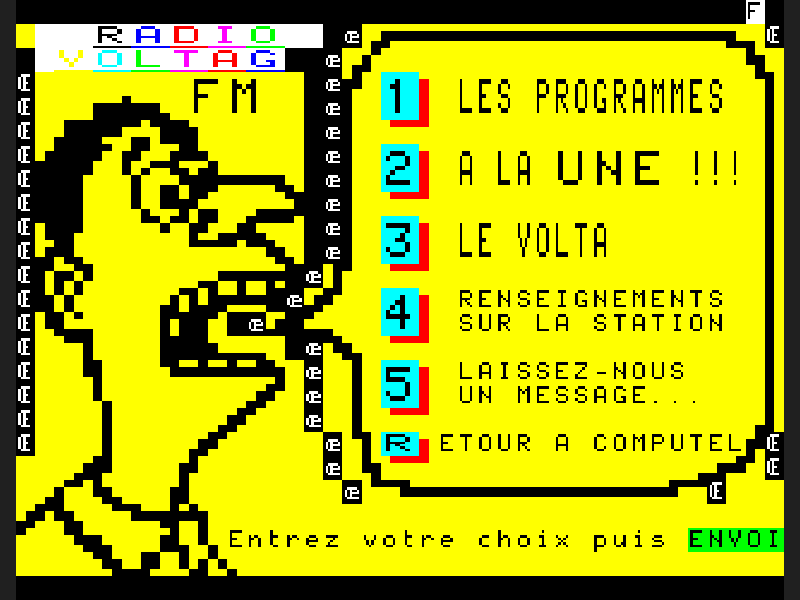 F
RADIO
VOLTAG
FM
1 LES PROGRAMMES
2 A LA UNE !!!
3 LE VOLTA
4 RENSEIGNEMENTS
SUR LA STATION
5 LAISSEZ-NOUS
UN MESSAGE...
R ETOUR A COMPUTEL
Entrez votre choix puis ENVOI